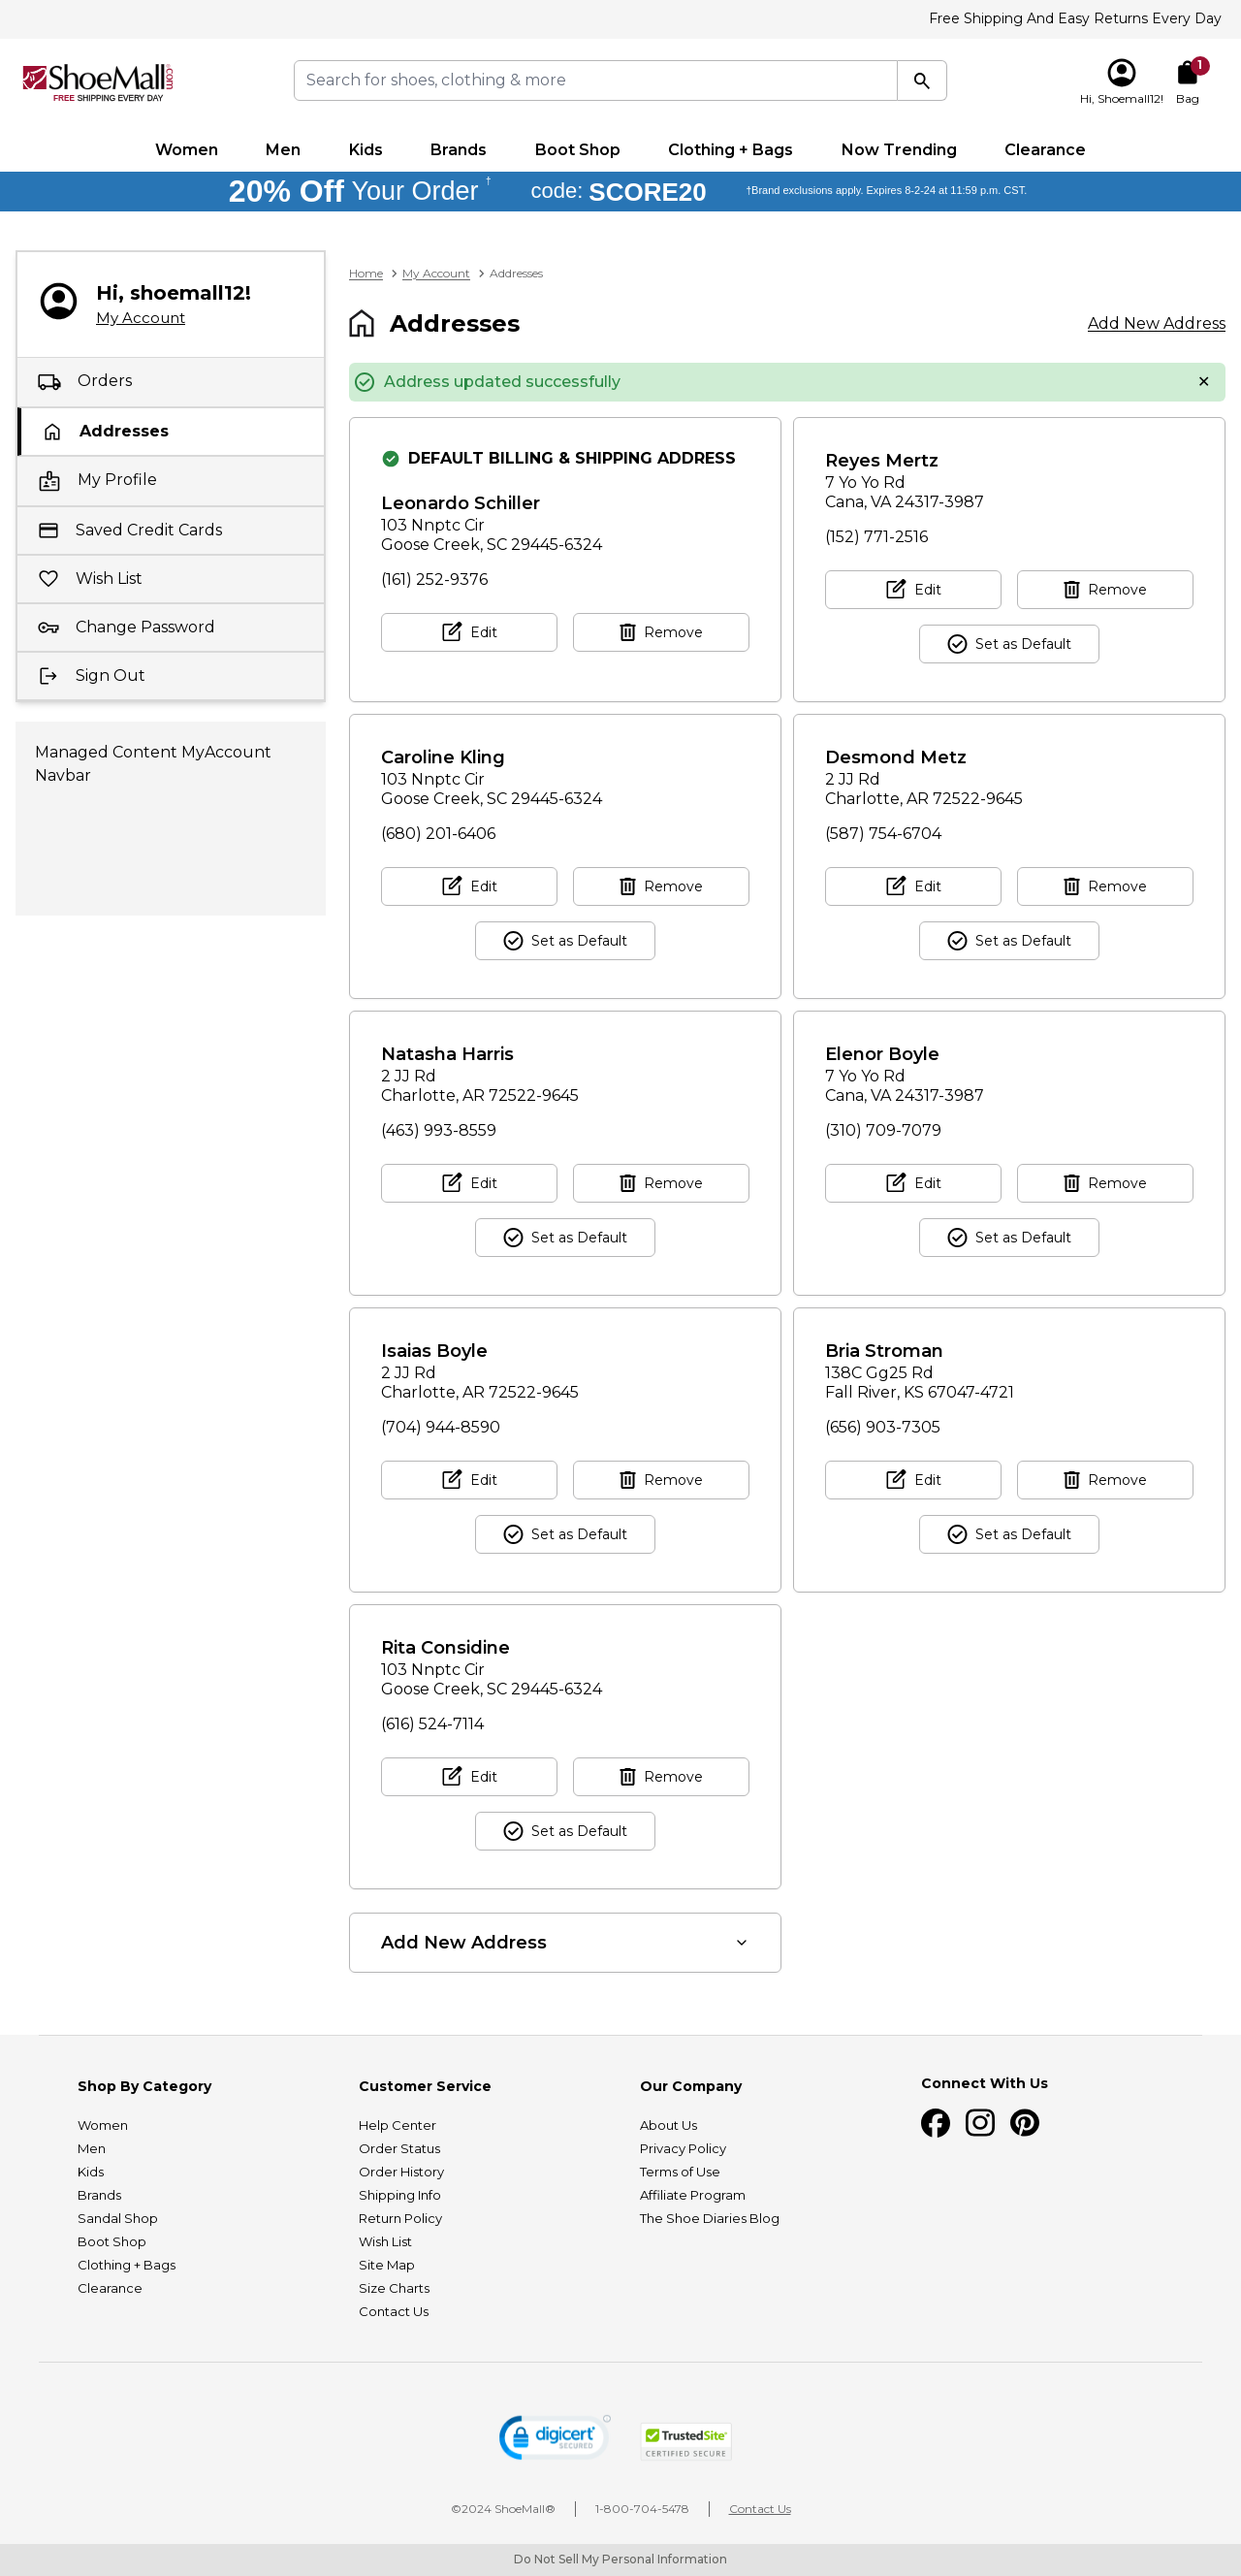 Free Shipping And Easy Returns Every Day
ShoeMall.com
FREE SHIPPING EVERY DAY
Search for shoes, clothing & more
Hi, Shoemall12!
1
Bag
Women Men Kids Brands Boot Shop Clothing + Bags Now Trending Clearance
20% Off Your Order † code: SCORE20 †Brand exclusions apply. Expires 8-2-24 at 11:59 p.m. CST.
Hi, shoemall12!
My Account
Orders
Addresses
My Profile
Saved Credit Cards
Wish List
Change Password
Sign Out
Managed Content MyAccount
Navbar
Home > My Account > Addresses
Addresses
Add New Address
Address updated successfully ×
DEFAULT BILLING & SHIPPING ADDRESS
Leonardo Schiller
103 Nnptc Cir
Goose Creek, SC 29445-6324
(161) 252-9376
Edit Remove
Reyes Mertz
7 Yo Yo Rd
Cana, VA 24317-3987
(152) 771-2516
Edit Remove
Set as Default
Caroline Kling
103 Nnptc Cir
Goose Creek, SC 29445-6324
(680) 201-6406
Edit Remove
Set as Default
Desmond Metz
2 JJ Rd
Charlotte, AR 72522-9645
(587) 754-6704
Edit Remove
Set as Default
Natasha Harris
2 JJ Rd
Charlotte, AR 72522-9645
(463) 993-8559
Edit Remove
Set as Default
Elenor Boyle
7 Yo Yo Rd
Cana, VA 24317-3987
(310) 709-7079
Edit Remove
Set as Default
Isaias Boyle
2 JJ Rd
Charlotte, AR 72522-9645
(704) 944-8590
Edit Remove
Set as Default
Bria Stroman
138C Gg25 Rd
Fall River, KS 67047-4721
(656) 903-7305
Edit Remove
Set as Default
Rita Considine
103 Nnptc Cir
Goose Creek, SC 29445-6324
(616) 524-7114
Edit Remove
Set as Default
Add New Address
Shop By Category
Women
Men
Kids
Brands
Sandal Shop
Boot Shop
Clothing + Bags
Clearance
Customer Service
Help Center
Order Status
Order History
Shipping Info
Return Policy
Wish List
Site Map
Size Charts
Contact Us
Our Company
About Us
Privacy Policy
Terms of Use
Affiliate Program
The Shoe Diaries Blog
Connect With Us
digicert
SECURED
TrustedSite
CERTIFIED SECURE
©2024 ShoeMall® | 1-800-704-5478 | Contact Us
Do Not Sell My Personal Information